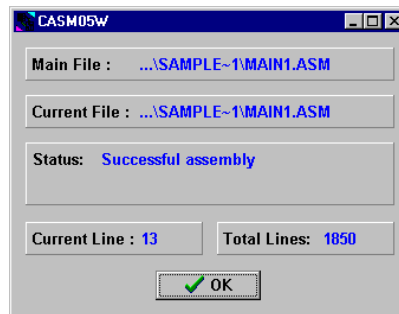 CASM05W
Main File : ...\SAMPLE~1\MAIN1.ASM
Current File : ...\SAMPLE~1\MAIN1.ASM
Status: Successful assembly
Current Line : 13 Total Lines: 1850
OK